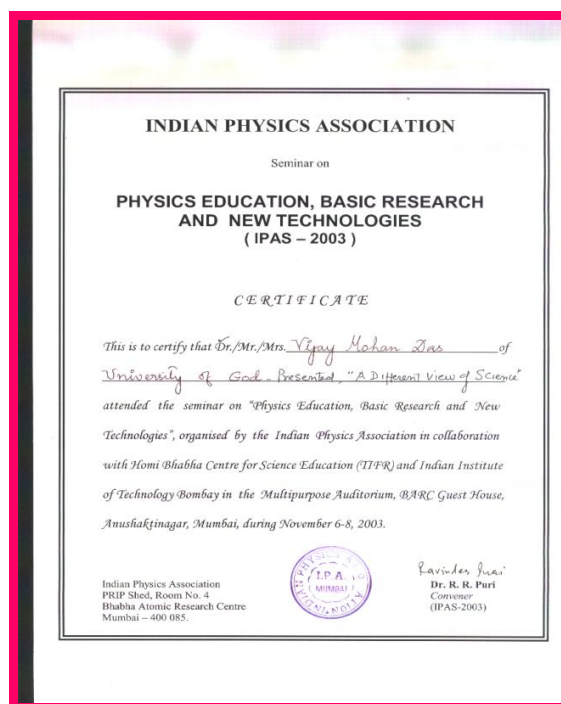 INDIAN PHYSICS ASSOCIATION
Seminar on
PHYSICS EDUCATION, BASIC RESEARCH
AND NEW TECHNOLOGIES
( IPAS – 2003 )
CERTIFICATE
This is to certify that Dr./Mr./Mrs. Vijay Mohan Das of
University of God. Presented, "A Different View of Science"
attended the seminar on "Physics Education, Basic Research and New
Technologies", organised by the Indian Physics Association in collaboration
with Homi Bhabha Centre for Science Education (TIFR) and Indian Institute
of Technology Bombay in the Multipurpose Auditorium, BARC Guest House,
Anushaktinagar, Mumbai, during November 6-8, 2003.
Indian Physics Association
PRIP Shed, Room No. 4
Bhabha Atomic Research Centre
Mumbai – 400 085.
I.P.A.
MUMBAI
Ravinder Puri
Dr. R. R. Puri
Convener
(IPAS-2003)